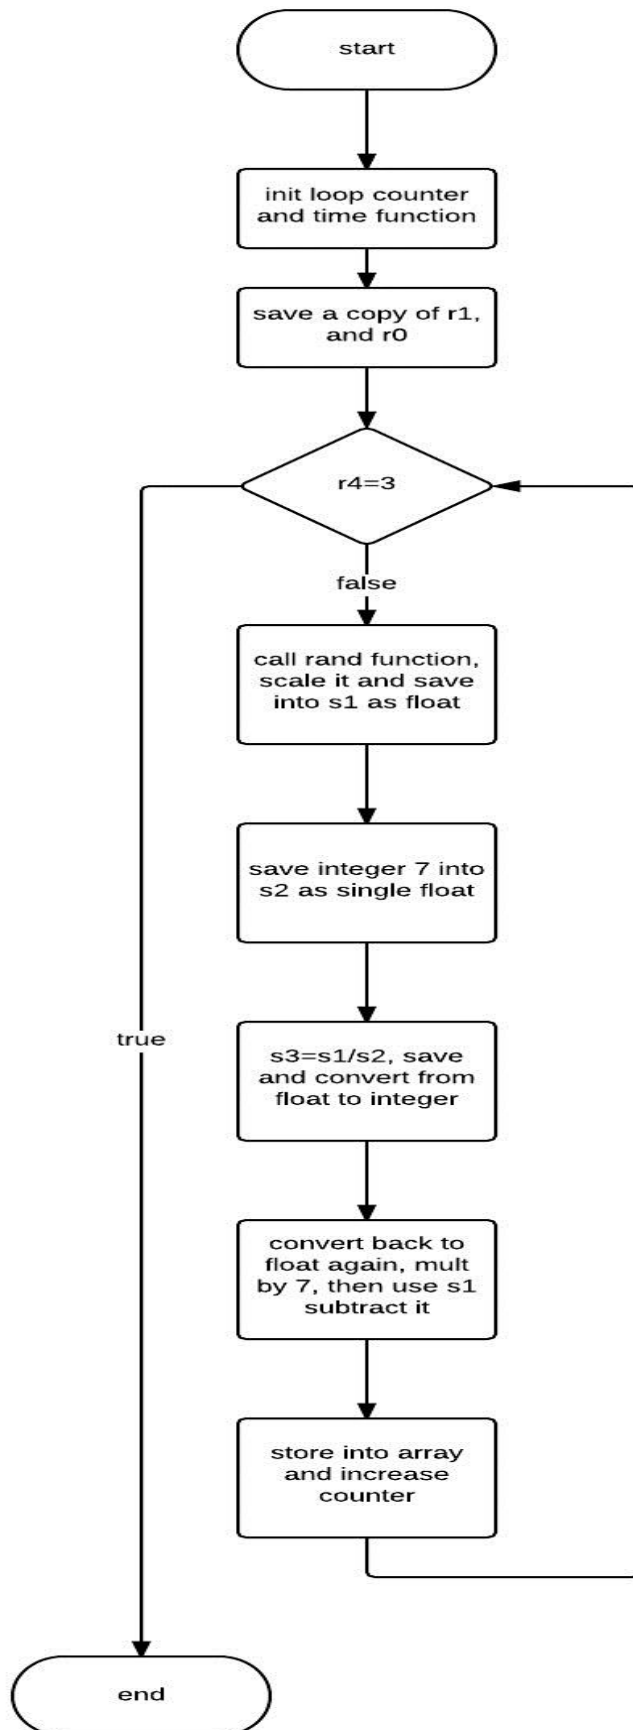 start
init loop counter
and time function
save a copy of r1,
and r0
r4=3
false
call rand function,
scale it and save
into s1 as float
save integer 7 into
s2 as single float
true
s3=s1/s2, save
and convert from
float to integer
convert back to
float again, mult
by 7, then use s1
subtract it
store into array
and increase
counter
end